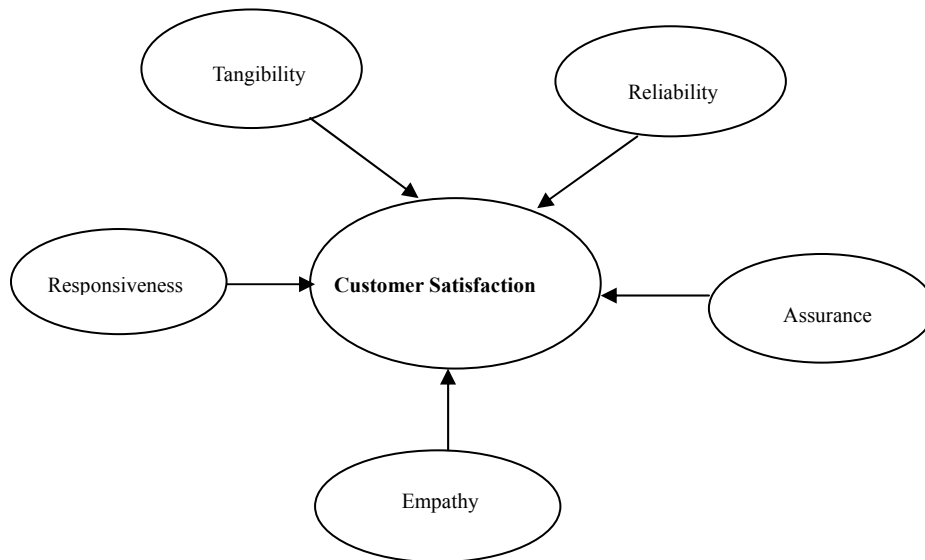 Tangibility
Reliability
Responsiveness
Customer Satisfaction
Assurance
Empathy